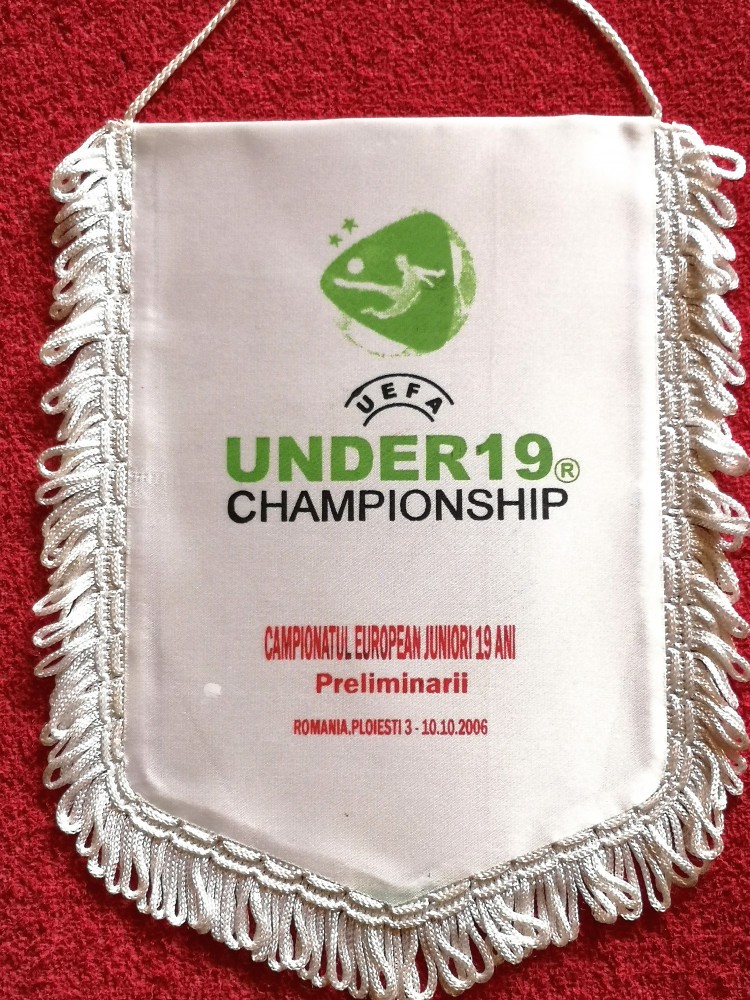 UEFA
UNDER19®
CHAMPIONSHIP
CAMPIONATUL EUROPEAN JUNIORI 19 ANI
Preliminarii
ROMANIA,PLOIESTI 3 - 10.10.2006